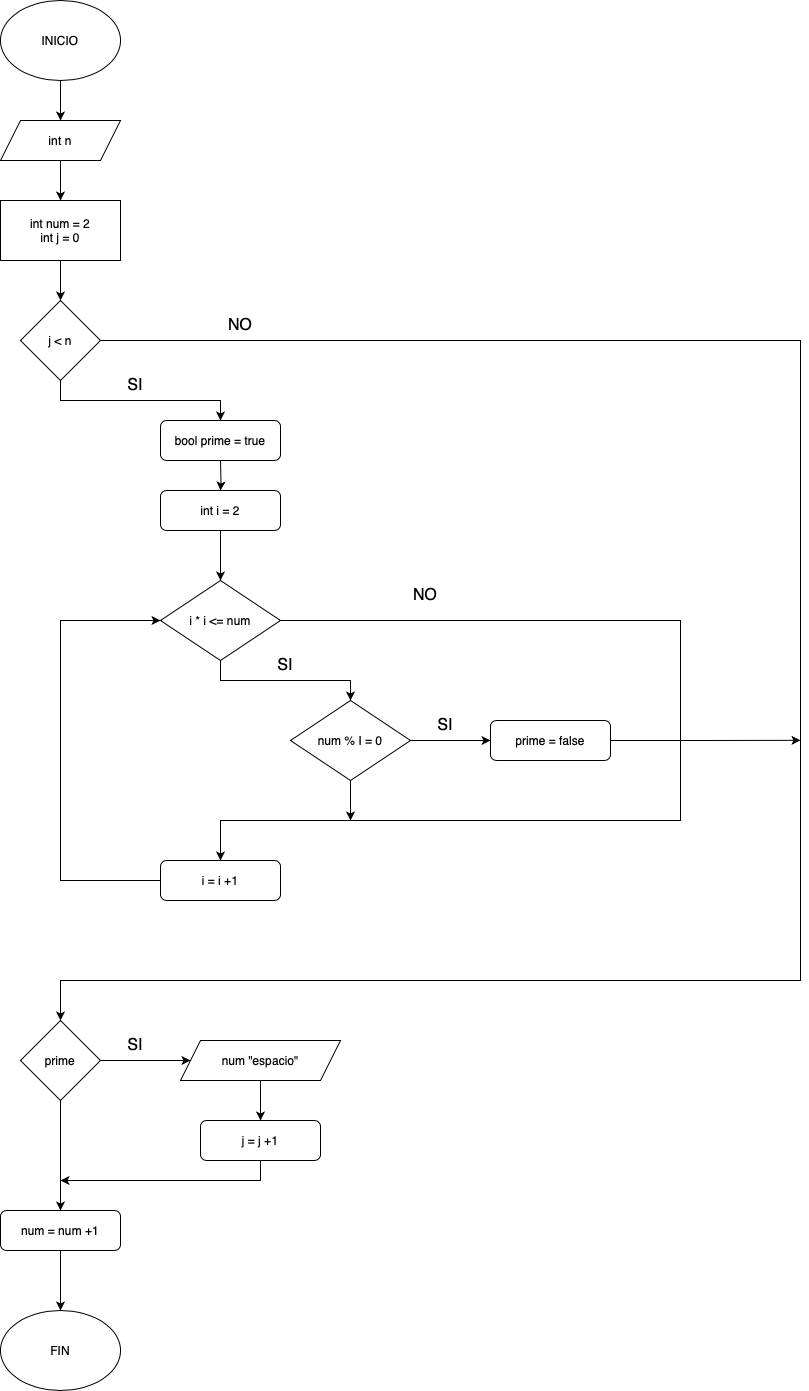 INICIO
int n
int num = 2
int j = 0
j < n
NO
SI
bool prime = true
int i = 2
i * i <= num
NO
SI
num % I = 0
SI
prime = false
i = i +1
prime
SI
num "espacio"
j = j +1
num = num +1
FIN